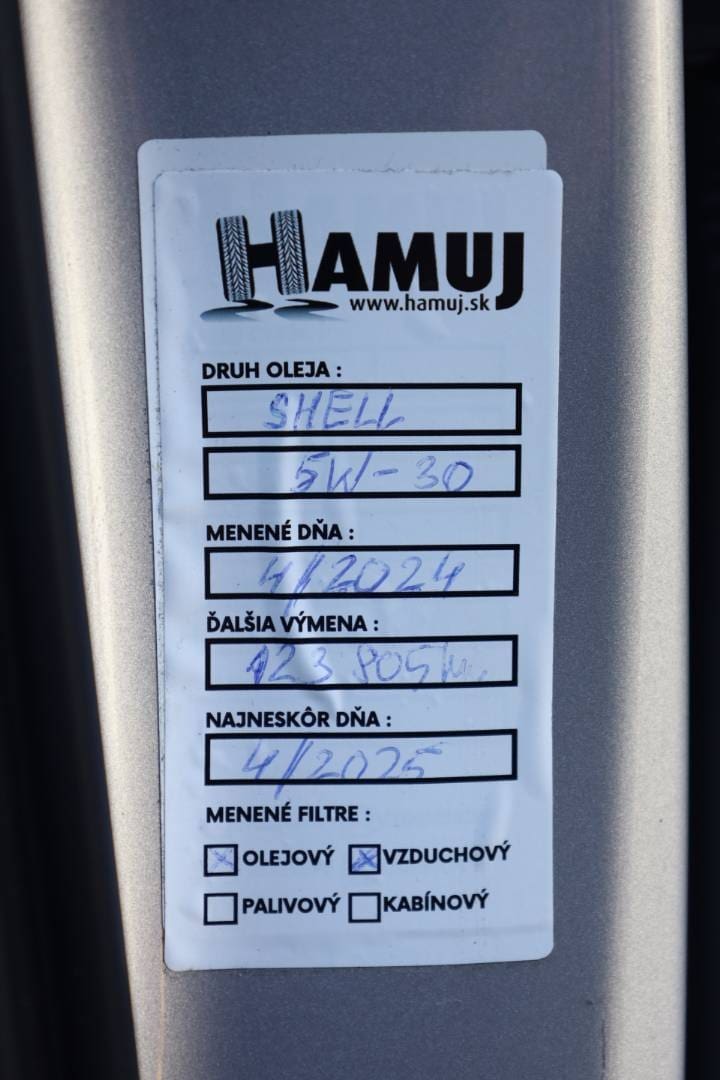 HAMUJ
www.hamuj.sk
DRUH OLEJA :
SHELL
5W-30
MENENÉ DŇA :
4/2024
ĎALŠIA VÝMENA :
123
NAJNESKÔR DŇA :
4/2025
MENENÉ FILTRE :
OLEJOVÝ VZDUCHOVÝ
PALIVOVÝ KABÍNOVÝ